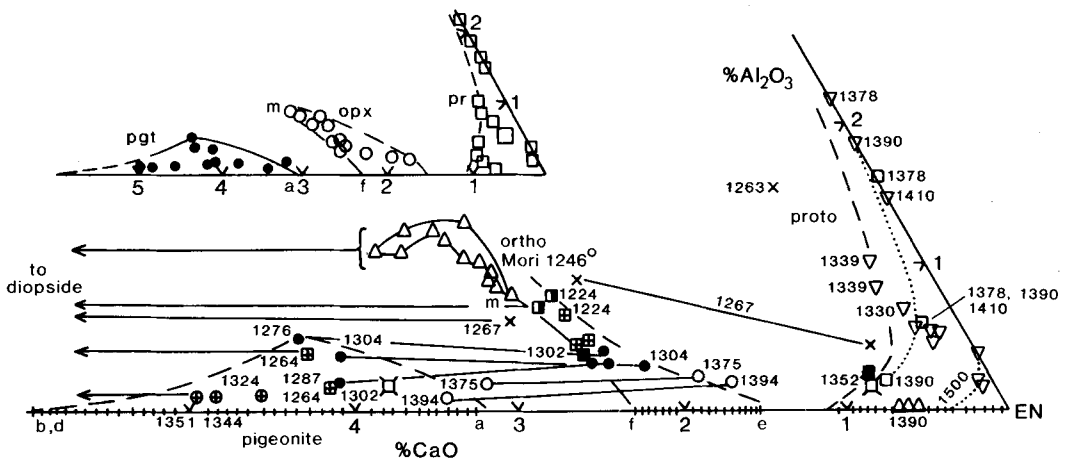 2
m opx
pr 1
pgt
5 4 a 3 f 2 1
%Al₂O₃
1378
2
1390
1263
1378
1410
proto
ortho
Mori 1246°
1339
1
to
diopside
1339
m
1224
1224
1267
1330
1378, 1390
1410
1267
1276
1304
1302
1304
1264
1352
1375
1324
1287
1264
1302
1375
1394
1394
1390
1500
EN
b,d
1351
1344
pigeonite
4
a
3
f
2
e
1
1390
%CaO